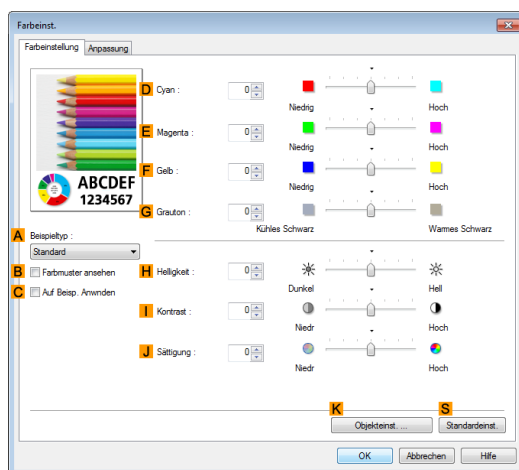 Farbeinst.
Farbeinstellung Anpassung
D Cyan : 0
Niedrig Hoch
E Magenta : 0
Niedrig Hoch
F Gelb : 0
Niedrig Hoch
ABCDEF
1234567
G Grauton : 0
Kühles Schwarz Warmes Schwarz
A Beispieltyp :
Standard
B Farbmuster ansehen
H Helligkeit : 0
Dunkel Hell
C Auf Beisp. Anwnden
I Kontrast : 0
Niedr Hoch
J Sättigung : 0
Niedr Hoch
K S
Objekteinst. ... Standardeinst.
OK Abbrechen Hilfe